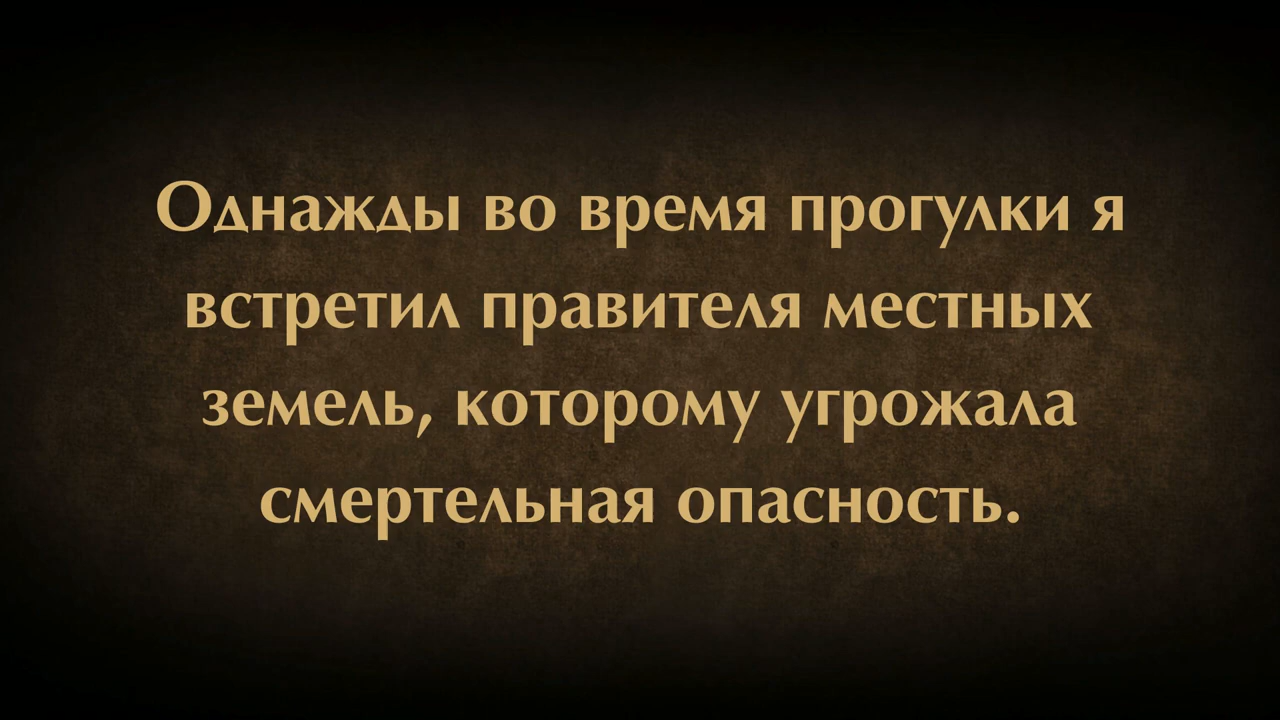 Однажды во время прогулки я
встретил правителя местных
земель, которому угрожала
смертельная опасность.